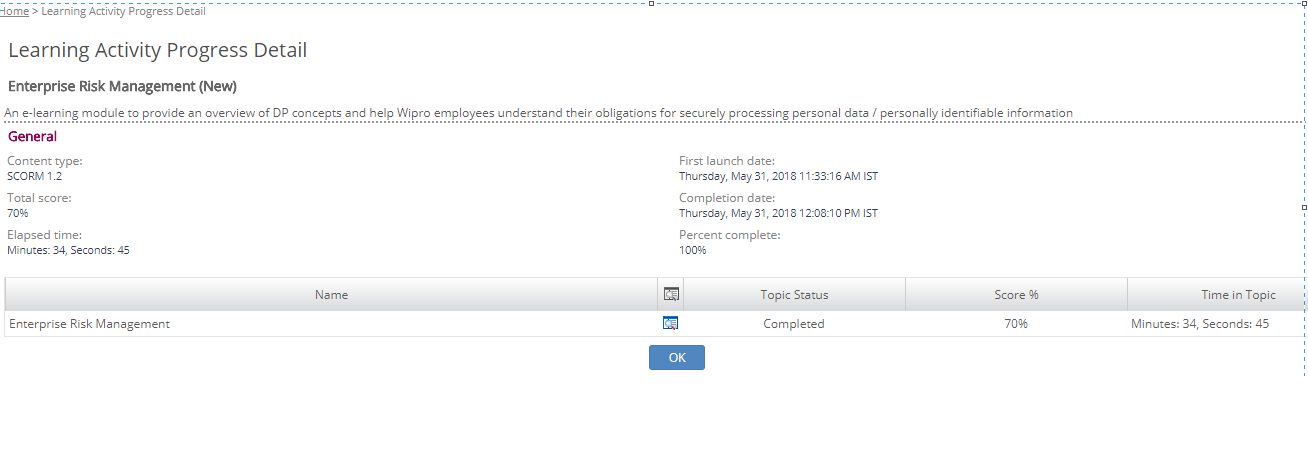 Home > Learning Activity Progress Detail
Learning Activity Progress Detail
Enterprise Risk Management (New)
An e-learning module to provide an overview of DP concepts and help Wipro employees understand their obligations for securely processing personal data / personally identifiable information
General
Content type:
SCORM 1.2
Total score:
70%
Elapsed time:
Minutes: 34, Seconds: 45
First launch date:
Thursday, May 31, 2018 11:33:16 AM IST
Completion date:
Thursday, May 31, 2018 12:08:10 PM IST
Percent complete:
100%
Name Topic Status Score % Time in Topic
Enterprise Risk Management Completed 70% Minutes: 34, Seconds: 45
OK